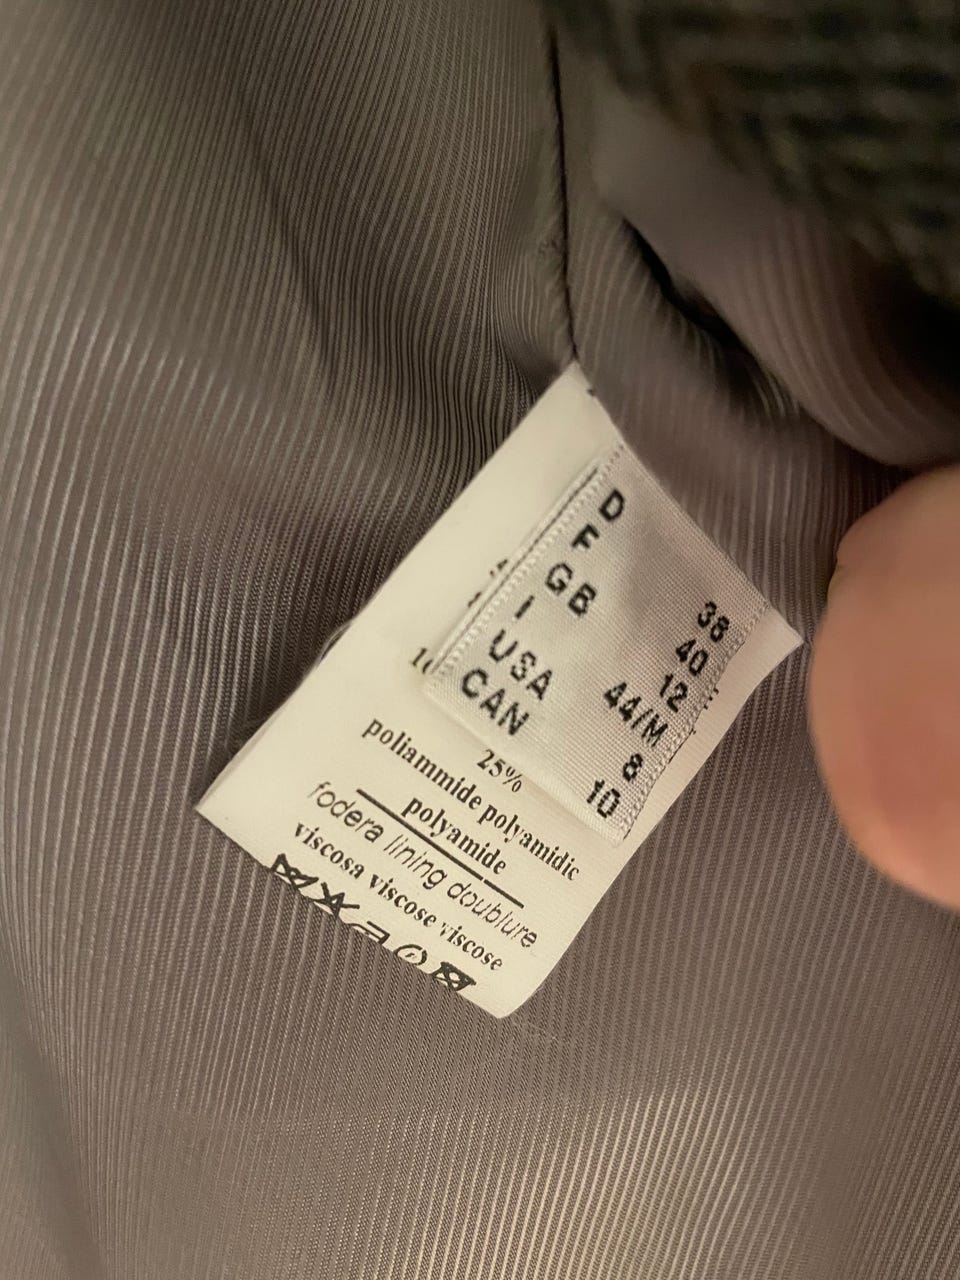 D 38
F 40
GB 12
I 44/M
USA 8
CAN 10
25%
poliammide polyamidic
polyamide
fodera lining doublure
viscosa viscose viscose